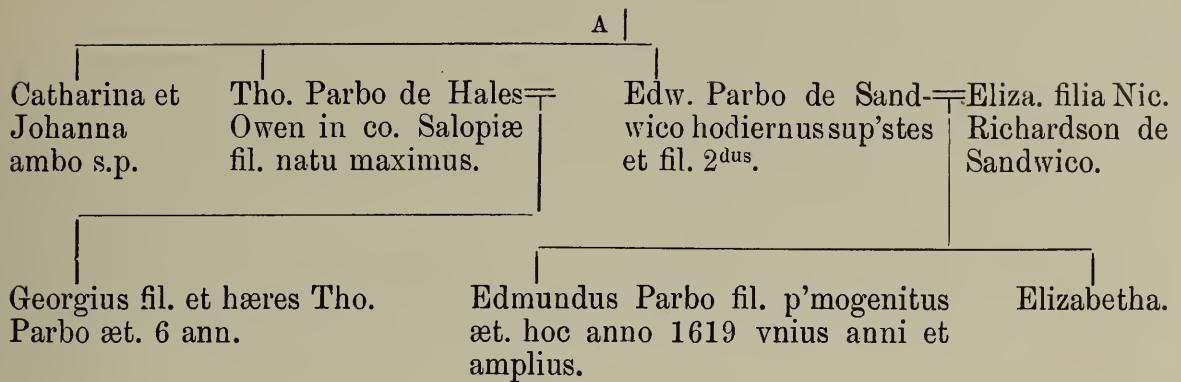 A
Catharina et
Johanna
ambo s.p.
Tho. Parbo de Hales
Owen in co. Salopiæ
fil. natu maximus.
Edw. Parbo de Sand-
wico hodiernus sup'stes
et fil. 2dus.
Eliza. filia Nic.
Richardson de
Sandwico.
Georgius fil. et hæres Tho.
Parbo æt. 6 ann.
Edmundus Parbo fil. p'mogenitus
æt. hoc anno 1619 vnius anni et
amplius.
Elizabetha.